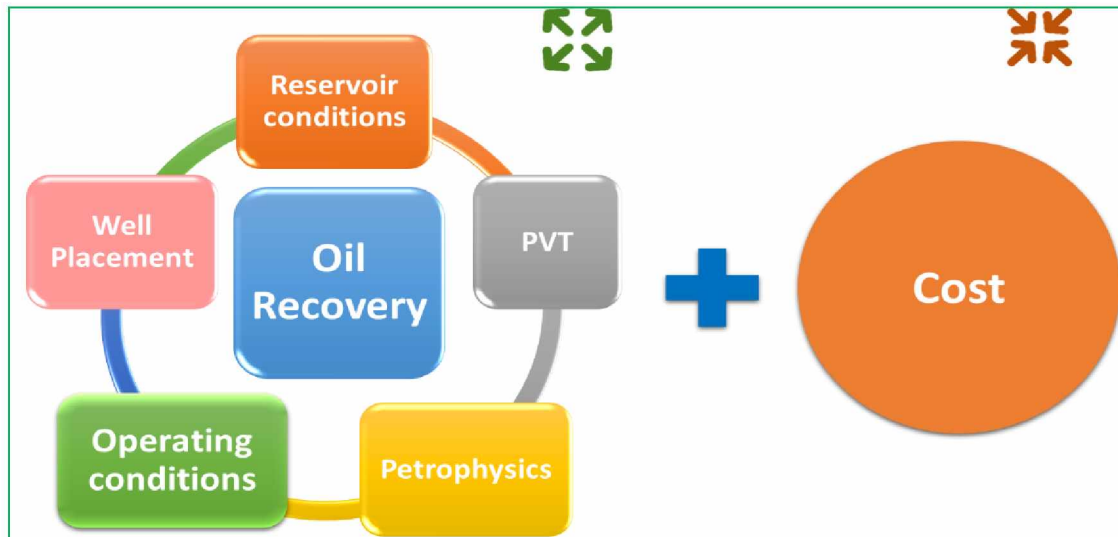 Reservoir
conditions
Well
Placement
Oil
Recovery
PVT
Cost
Operating
conditions
Petrophysics